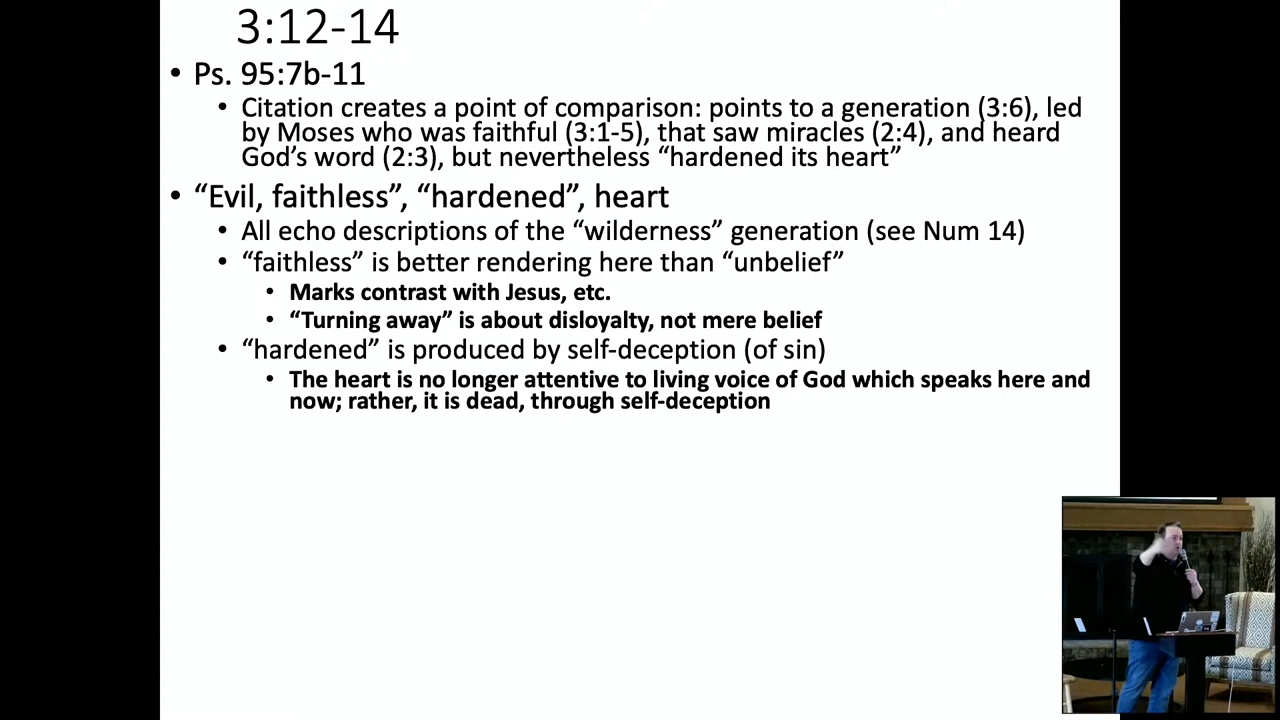 3:12-14
• Ps. 95:7b-11
• Citation creates a point of comparison: points to a generation (3:6), led
by Moses who was faithful (3:1-5), that saw miracles (2:4), and heard
God’s word (2:3), but nevertheless “hardened its heart”
• “Evil, faithless”, “hardened”, heart
• All echo descriptions of the “wilderness” generation (see Num 14)
• “faithless” is better rendering here than “unbelief”
• Marks contrast with Jesus, etc.
• “Turning away” is about disloyalty, not mere belief
• “hardened” is produced by self-deception (of sin)
• The heart is no longer attentive to living voice of God which speaks here and
now; rather, it is dead, through self-deception